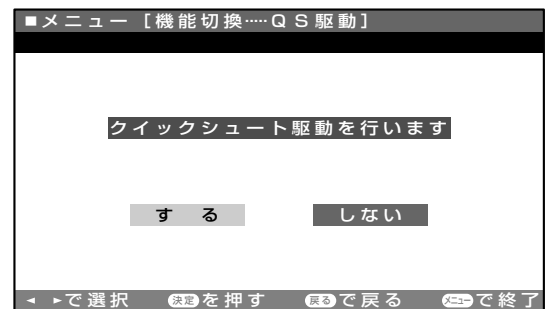 ■メニュー [機能切換……QS駆動]
クイックシュート駆動を行います
する しない
◄ ►で選択 決定を押す 戻るで戻る メニューで終了